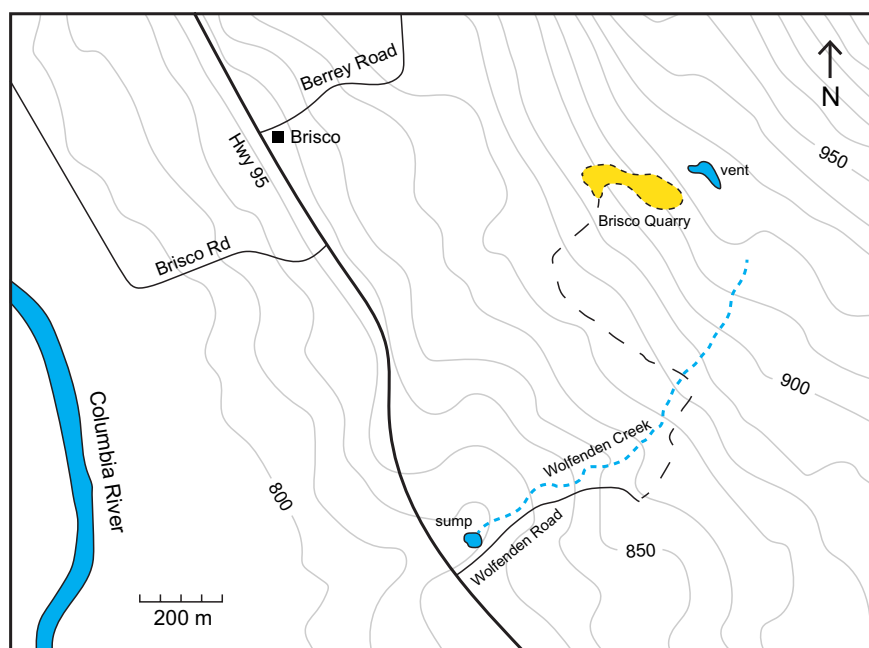 Berrey Road
N
Hwy 95
Brisco
950
vent
Brisco Quarry
Brisco Rd
900
Columbia River
Wolfenden Creek
800
sump
Wolfenden Road
850
200 m